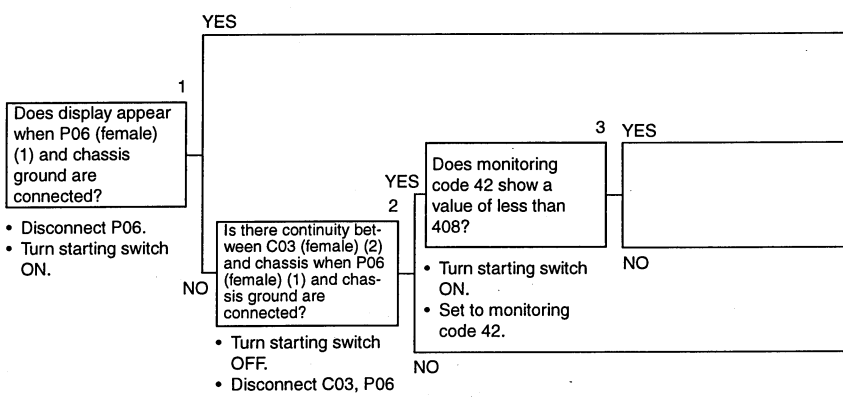 YES
1
Does display appear
when P06 (female)
(1) and chassis
ground are
connected?
• Disconnect P06.
• Turn starting switch
ON.
NO
YES
2
Is there continuity bet-
ween C03 (female) (2)
and chassis when P06
(female) (1) and chas-
sis ground are
connected?
• Turn starting switch
OFF.
• Disconnect C03, P06
3
YES
Does monitoring
code 42 show a
value of less than
408?
NO
• Turn starting switch
ON.
• Set to monitoring
code 42.
NO